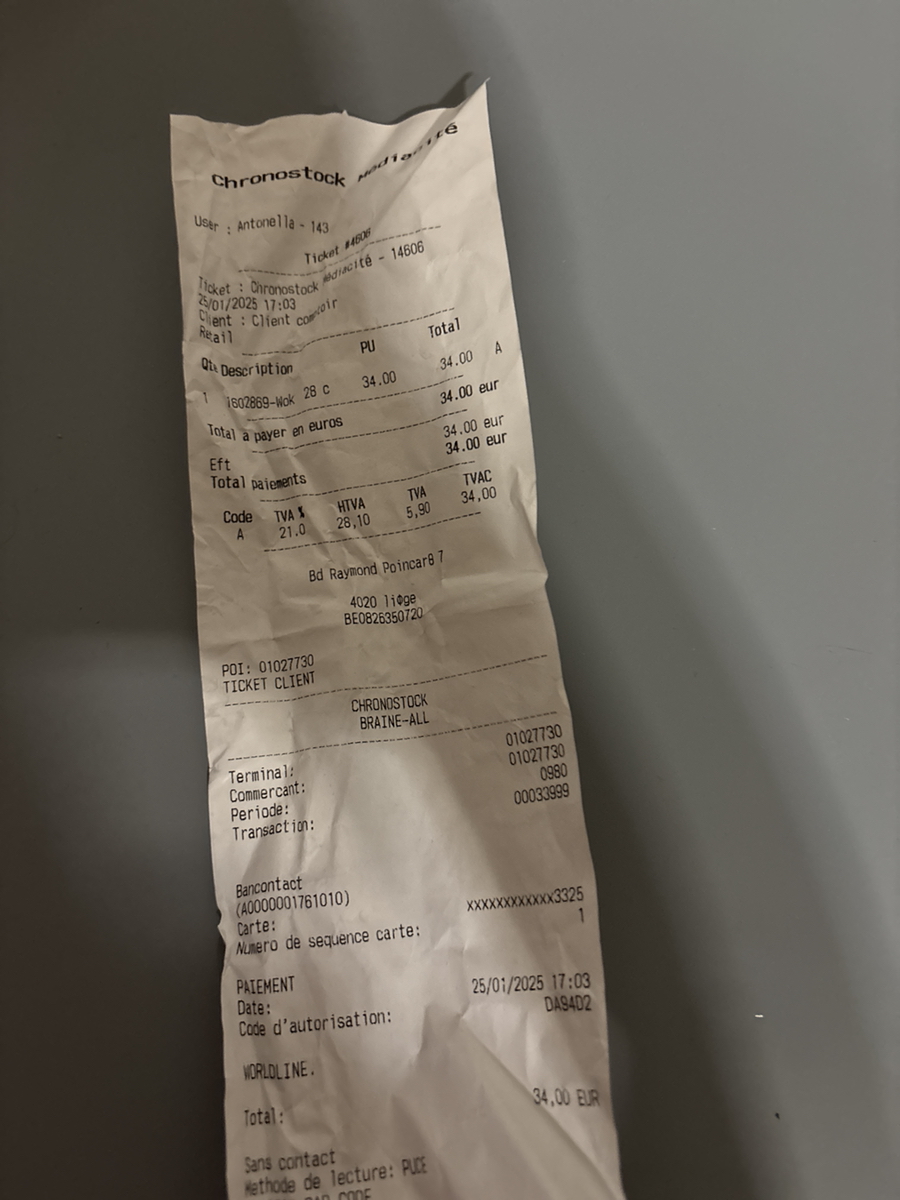 Chronostock Médiacité
User : Antonella - 143
Ticket #4606
Ticket : Chronostock Médiacité - 14606
25/01/2025 17:03
Client : Client comptoir
Retail
Qte Description PU Total
1 1602869-Wok 28 c 34.00 34.00 A
Total a payer en euros 34.00 eur
Eft 34.00 eur
Total paiements 34.00 eur
Code TVA % HTVA TVA TVAC
A 21.0 28,10 5,90 34,00
Bd Raymond Poincar8 7
4020 liφge
BE0826350720
POI: 01027730
TICKET CLIENT
CHRONOSTOCK
BRAINE-ALL
Terminal: 01027730
Commercant: 01027730
Periode: 0980
Transaction: 00033999
Bancontact
(A0000001761010)
Carte: xxxxxxxxxxxx3325
Numero de sequence carte: 1
PAIEMENT
Date: 25/01/2025 17:03
Code d'autorisation: DA94D2
WORLDLINE.
Total: 34,00 EUR
Sans contact
Methode de lecture: PUCE
CODE